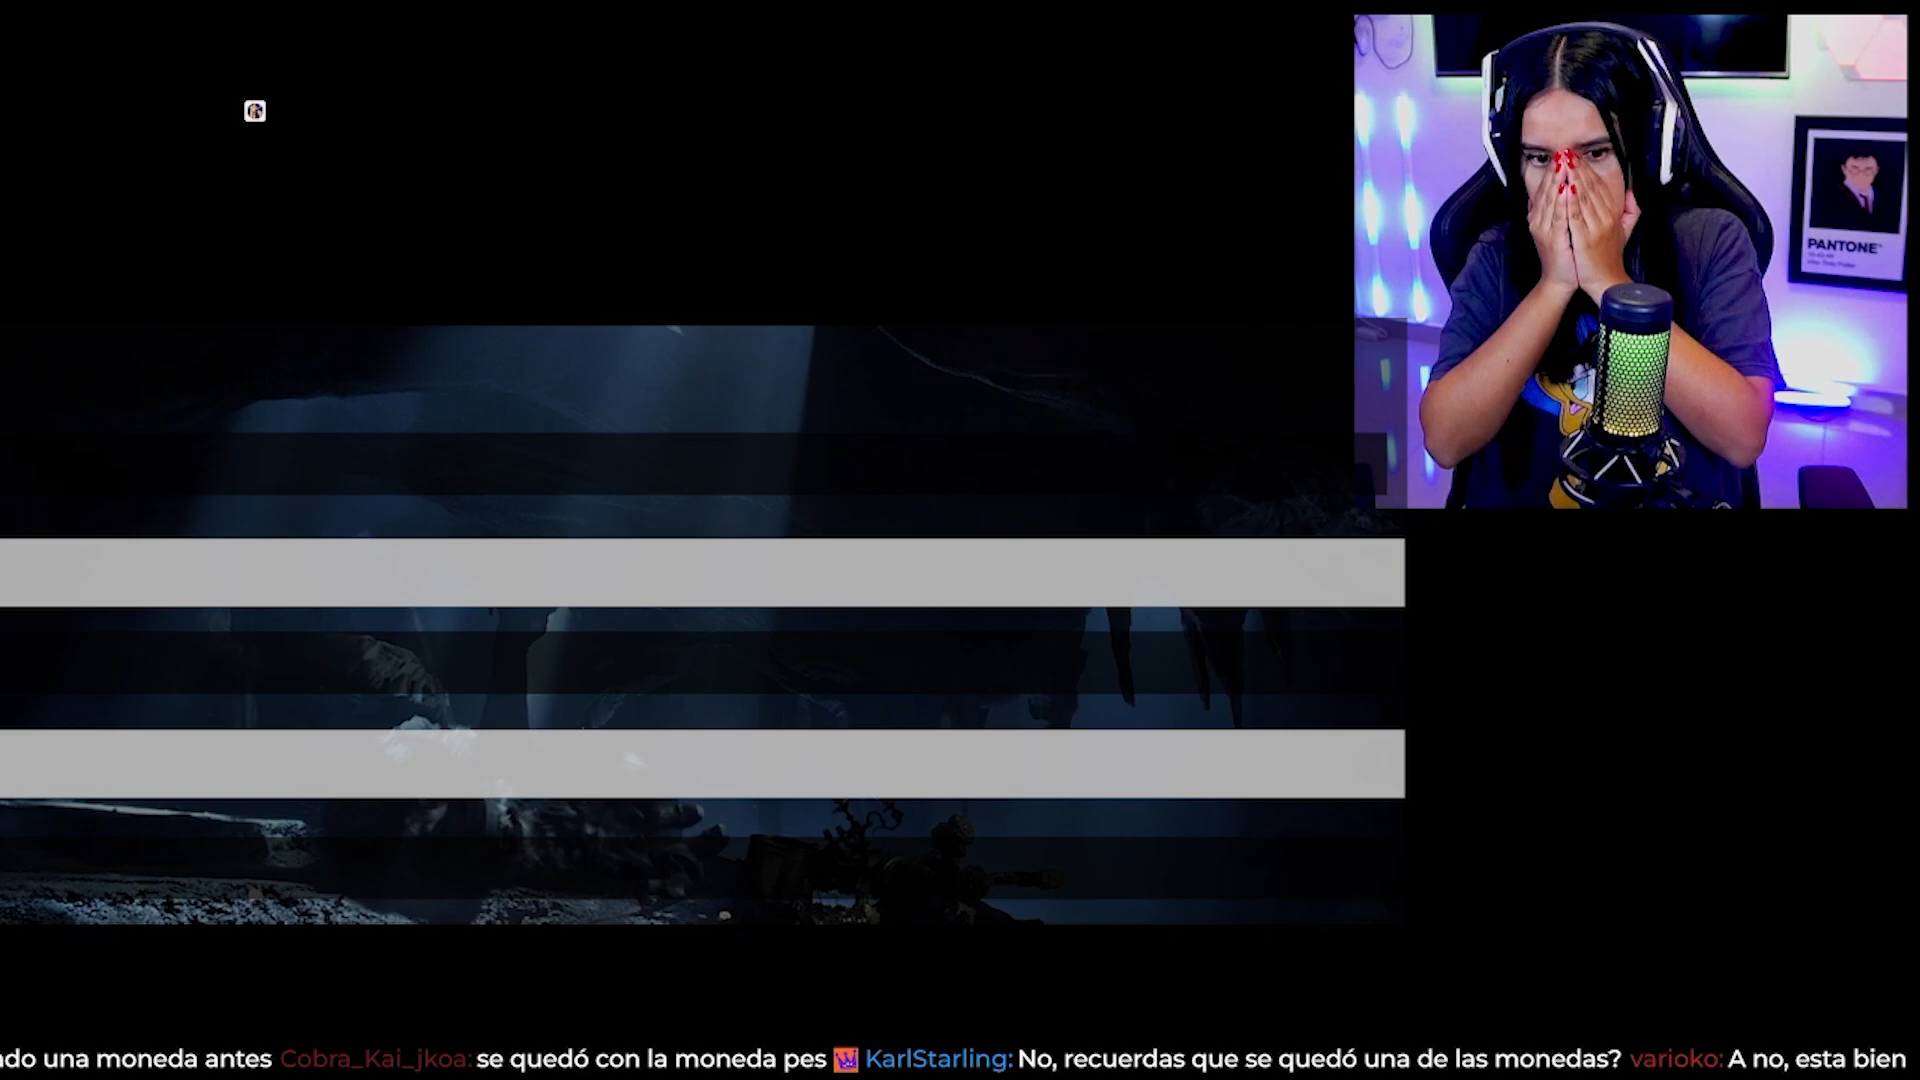 PANTONE
ndo una moneda antes Cobra_Kai_jkoa: se quedó con la moneda pes KarlStarling: No, recuerdas que se quedó una de las monedas? varioko: A no, esta bien